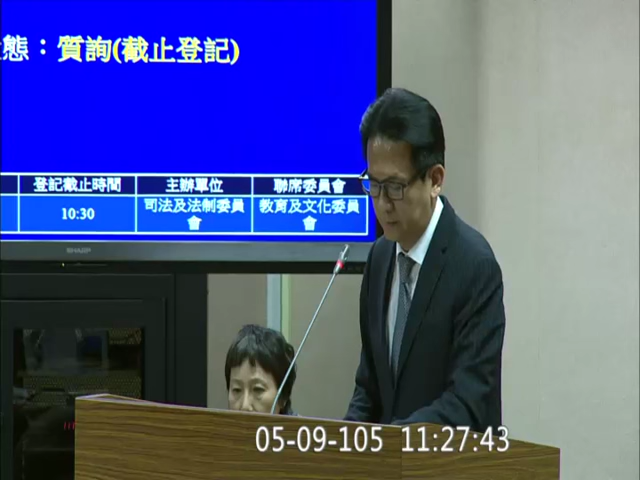 態：質詢(截止登記)
登記截止時間 主辦單位 聯席委員會
10:30 司法及法制委員會 教育及文化委員會
SHARP
05-09-105 11:27:43